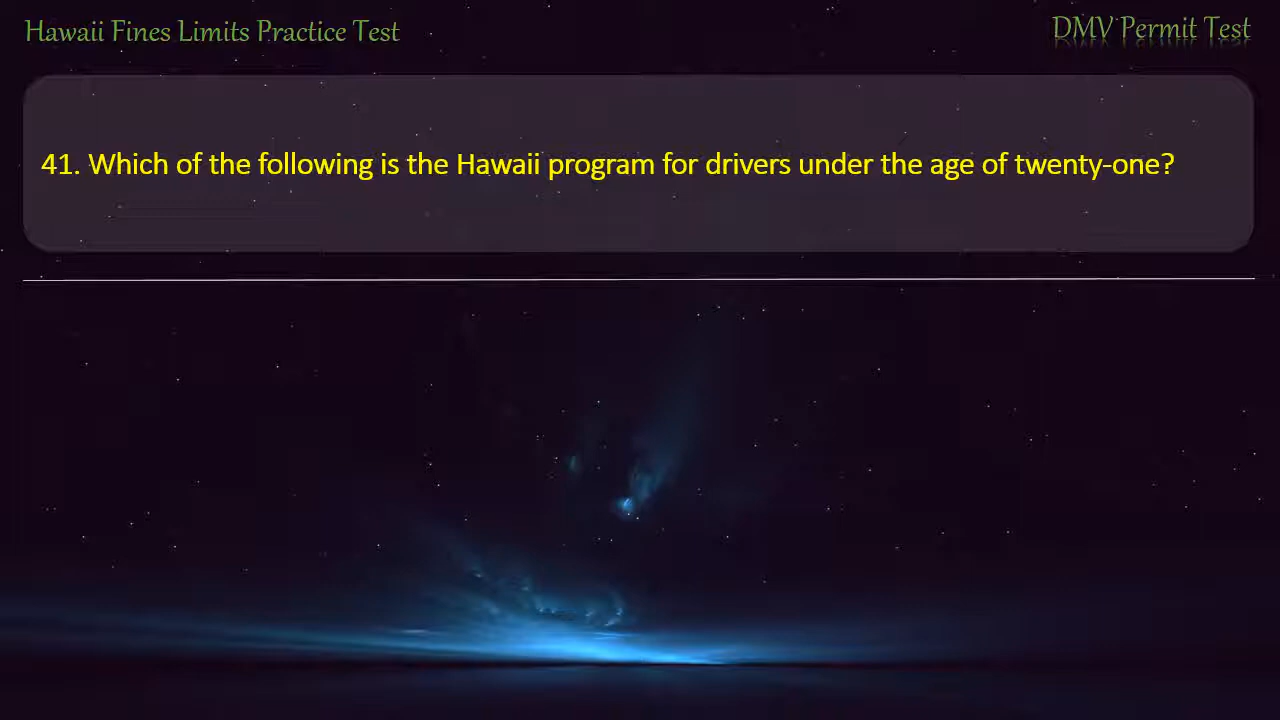 Hawaii Fines Limits Practice Test
DMV Permit Test
41. Which of the following is the Hawaii program for drivers under the age of twenty-one?